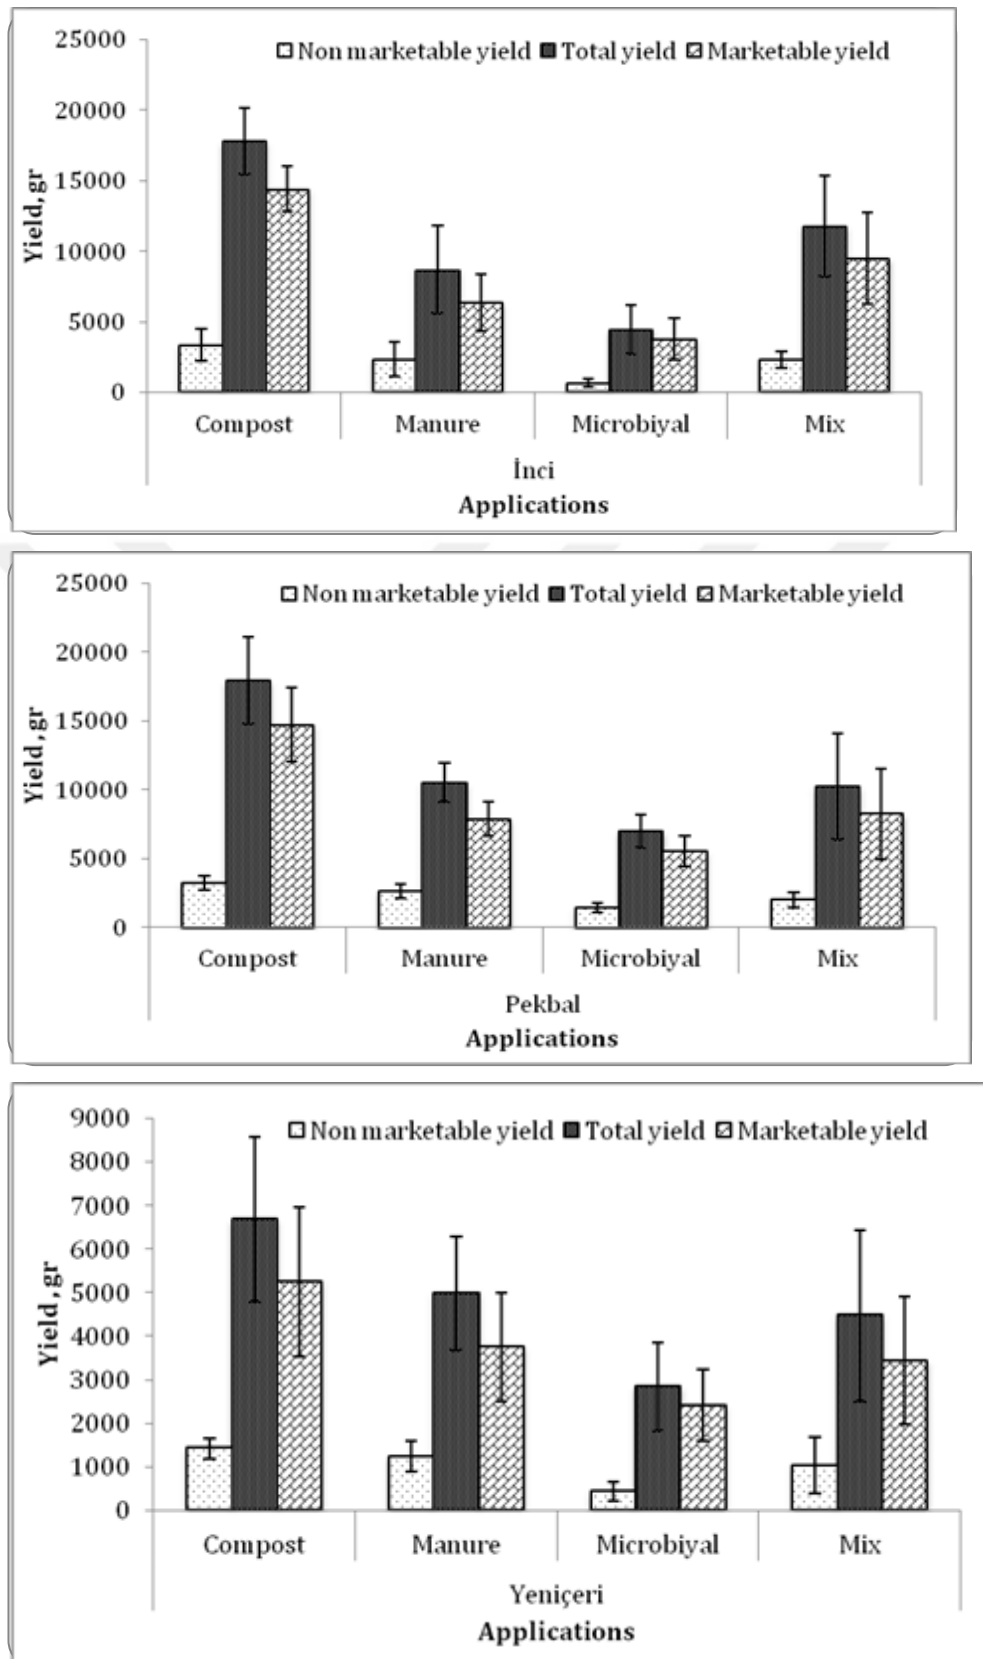 25000
□ Non marketable yield ■ Total yield ▨ Marketable yield
20000
15000
10000
5000
0
Yield, gr
Compost Manure Microbiyal Mix
İnci
Applications
25000
□ Non marketable yield ■ Total yield ▨ Marketable yield
20000
15000
10000
5000
0
Yield, gr
Compost Manure Microbiyal Mix
Pekbal
Applications
9000
□ Non marketable yield ■ Total yield ▨ Marketable yield
8000
7000
6000
5000
4000
3000
2000
1000
0
Yield, gr
Compost Manure Microbiyal Mix
Yeniçeri
Applications